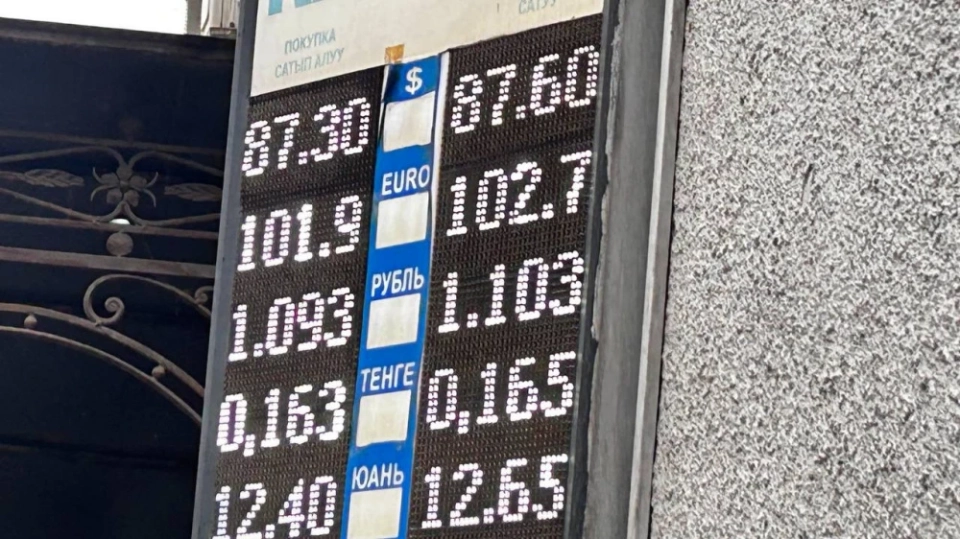 ПОКУПКА
САТЫП АЛУУ
САТУУ
87.30 $ 87.60
101.9 EURO 102.7
1.093 РУБЛЬ 1.103
0,163 ТЕНГЕ 0,165
12.40 ЮАНЬ 12.65